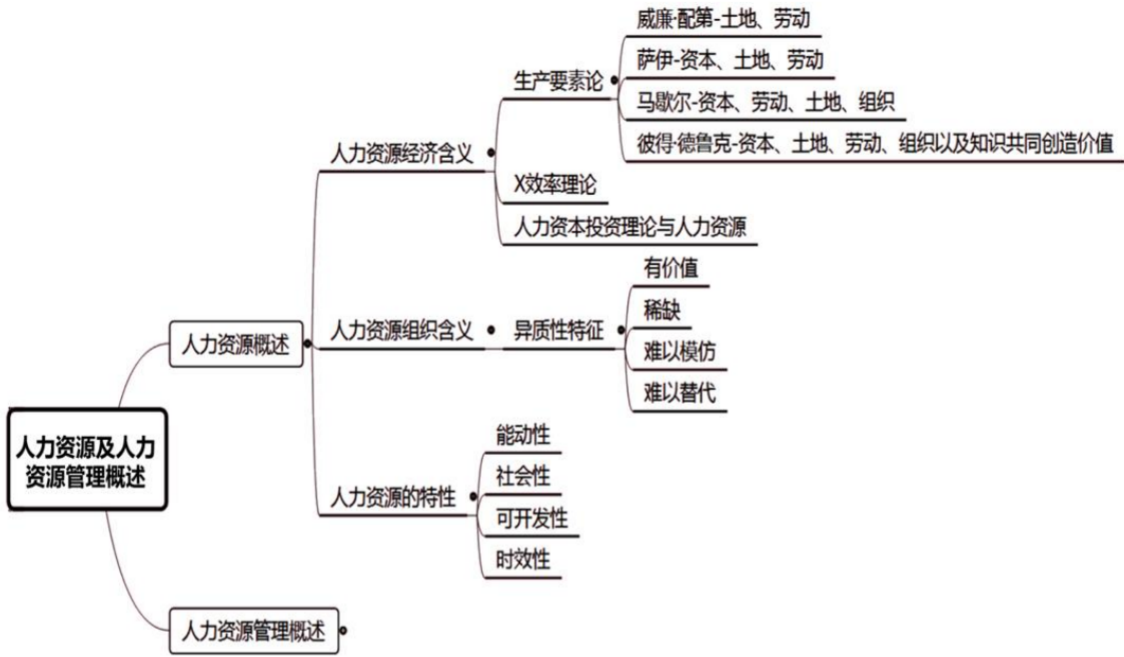 威廉·配第-土地、劳动
萨伊-资本、土地、劳动
生产要素论
马歇尔-资本、劳动、土地、组织
彼得·德鲁克-资本、土地、劳动、组织以及知识共同创造价值
人力资源经济含义
X效率理论
人力资本投资理论与人力资源
有价值
稀缺
人力资源概述
人力资源组织含义
异质性特征
难以模仿
难以替代
人力资源及人力
资源管理概述
能动性
社会性
人力资源的特性
可开发性
时效性
人力资源管理概述